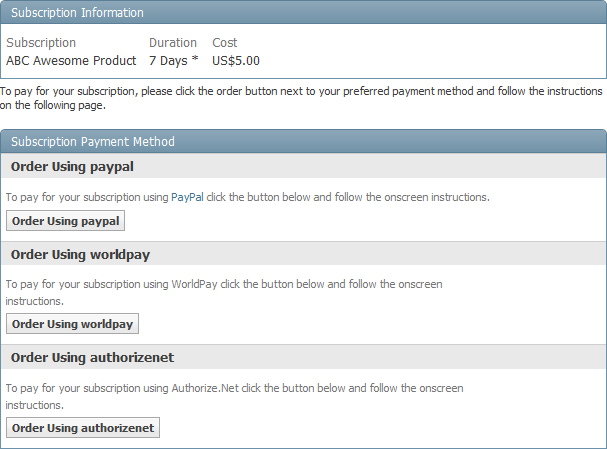 Subscription Information
Subscription Duration Cost
ABC Awesome Product 7 Days * US$5.00
To pay for your subscription, please click the order button next to your preferred payment method and follow the instructions
on the following page.
Subscription Payment Method
Order Using paypal
To pay for your subscription using PayPal click the button below and follow the onscreen instructions.
Order Using paypal
Order Using worldpay
To pay for your subscription using WorldPay click the button below and follow the onscreen
instructions.
Order Using worldpay
Order Using authorizenet
To pay for your subscription using Authorize.Net click the button below and follow the onscreen
instructions.
Order Using authorizenet